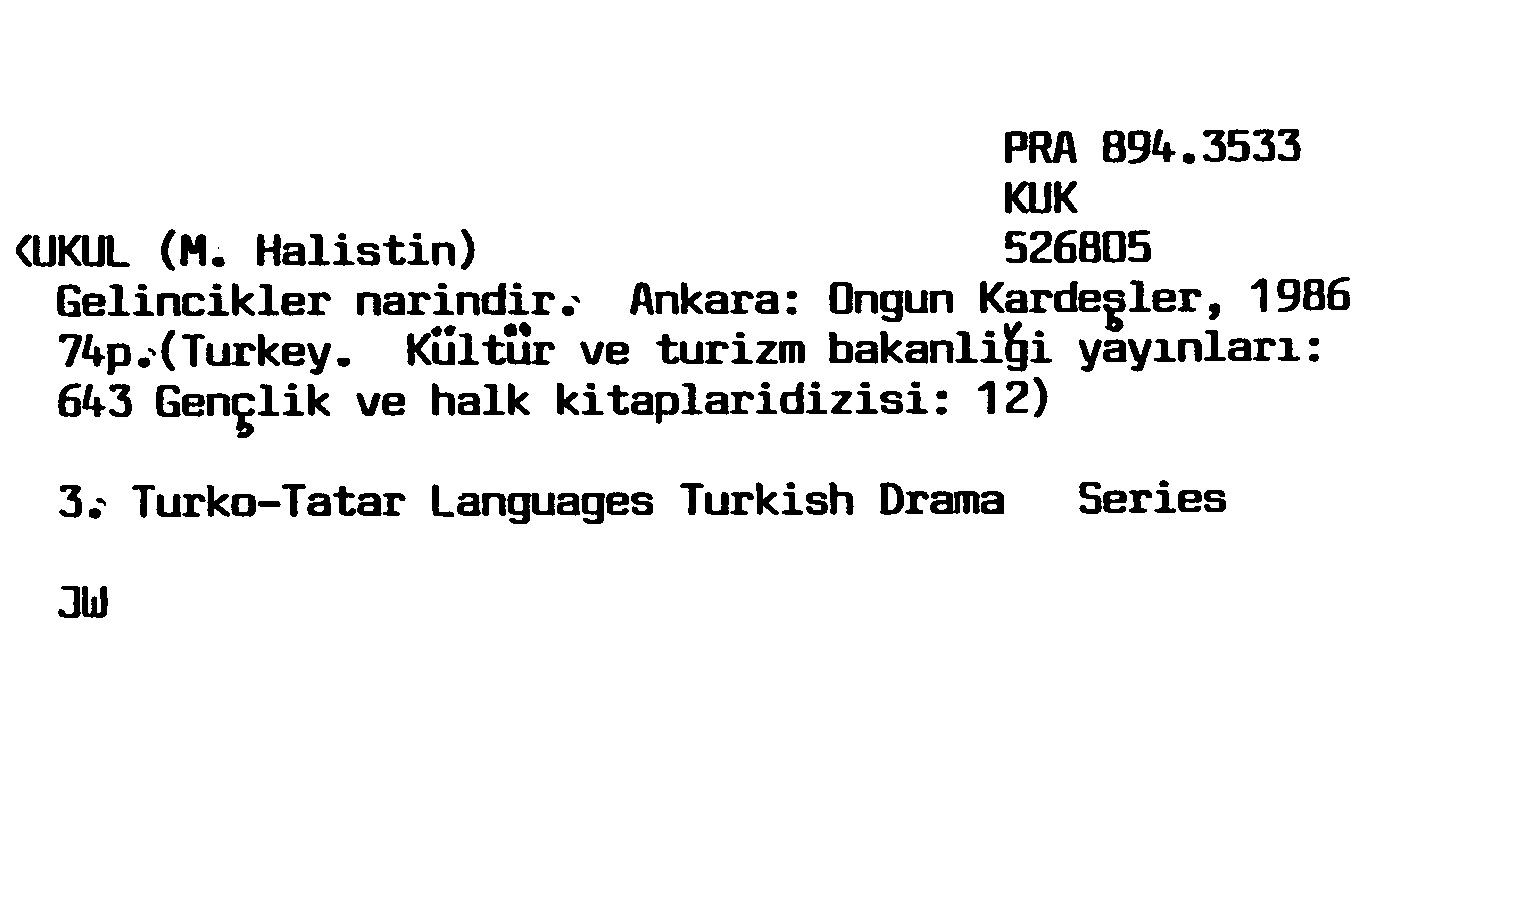 PRA 894.3533
KUK
KUKUL (M. Halistin) 526805
Gelincikler narindir. Ankara: Ongun Kardeşler, 1986
74p. (Turkey. Kültür ve turizm bakanliği yayınları:
643 Gençlik ve halk kitaplaridizisi: 12)
3. Turko-Tatar Languages Turkish Drama Series
JW